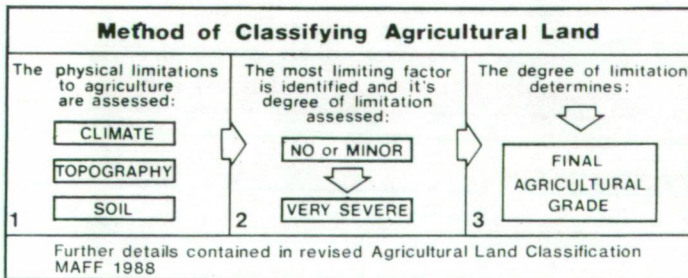 Method of Classifying Agricultural Land
The physical limitations
to agriculture
are assessed:
CLIMATE
TOPOGRAPHY
SOIL
1
The most limiting factor
is identified and it's
degree of limitation
assessed:
NO or MINOR
VERY SEVERE
2
The degree of limitation
determines:
FINAL
AGRICULTURAL
GRADE
3
Further details contained in revised Agricultural Land Classification
MAFF 1988